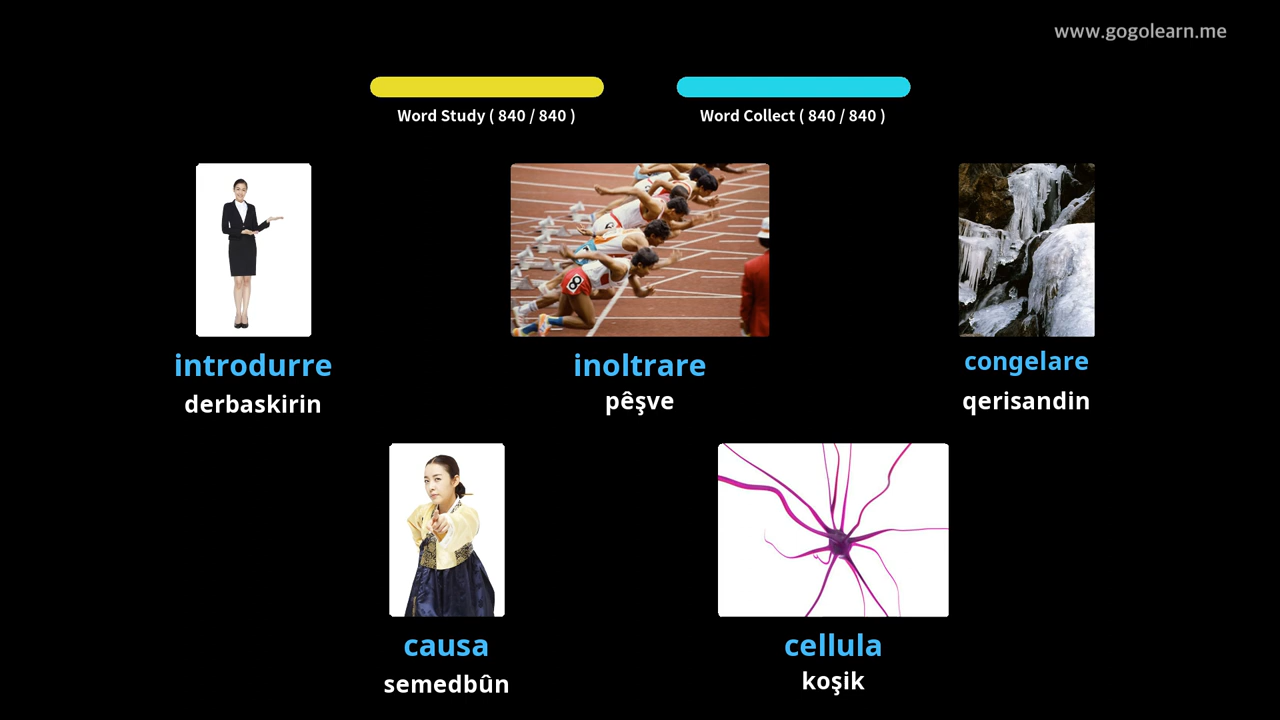 www.gogolearn.me
Word Study ( 840 / 840 )
Word Collect ( 840 / 840 )
introdurre
derbaskirin
inoltrare
pêşve
congelare
qerisandin
causa
semedbûn
cellula
koşik